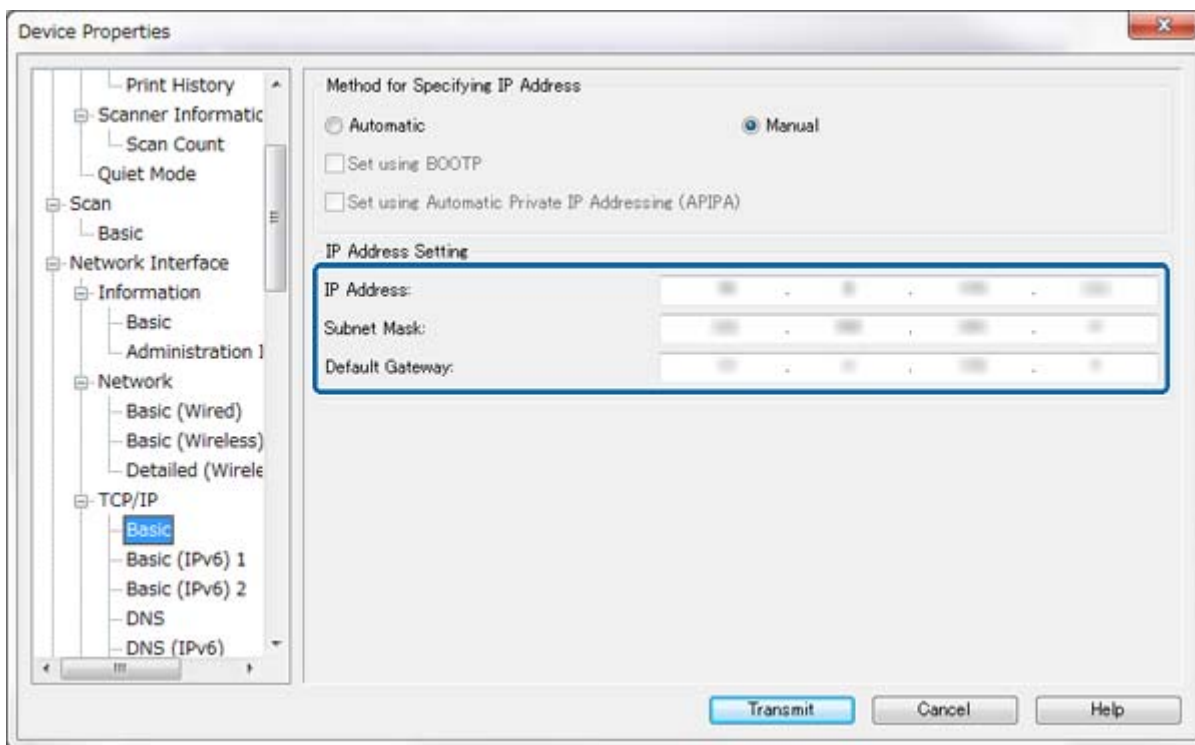 Device Properties
Print History
Scanner Informatic
Scan Count
Quiet Mode
Scan
Basic
Network Interface
Information
Basic
Administration I
Network
Basic (Wired)
Basic (Wireless)
Detailed (Wirele
TCP/IP
Basic
Basic (IPv6) 1
Basic (IPv6) 2
DNS
DNS (IPv6)
Method for Specifying IP Address
Automatic
Manual
Set using BOOTP
Set using Automatic Private IP Addressing (APIPA)
IP Address Setting
IP Address:
Subnet Mask:
Default Gateway:
Transmit
Cancel
Help